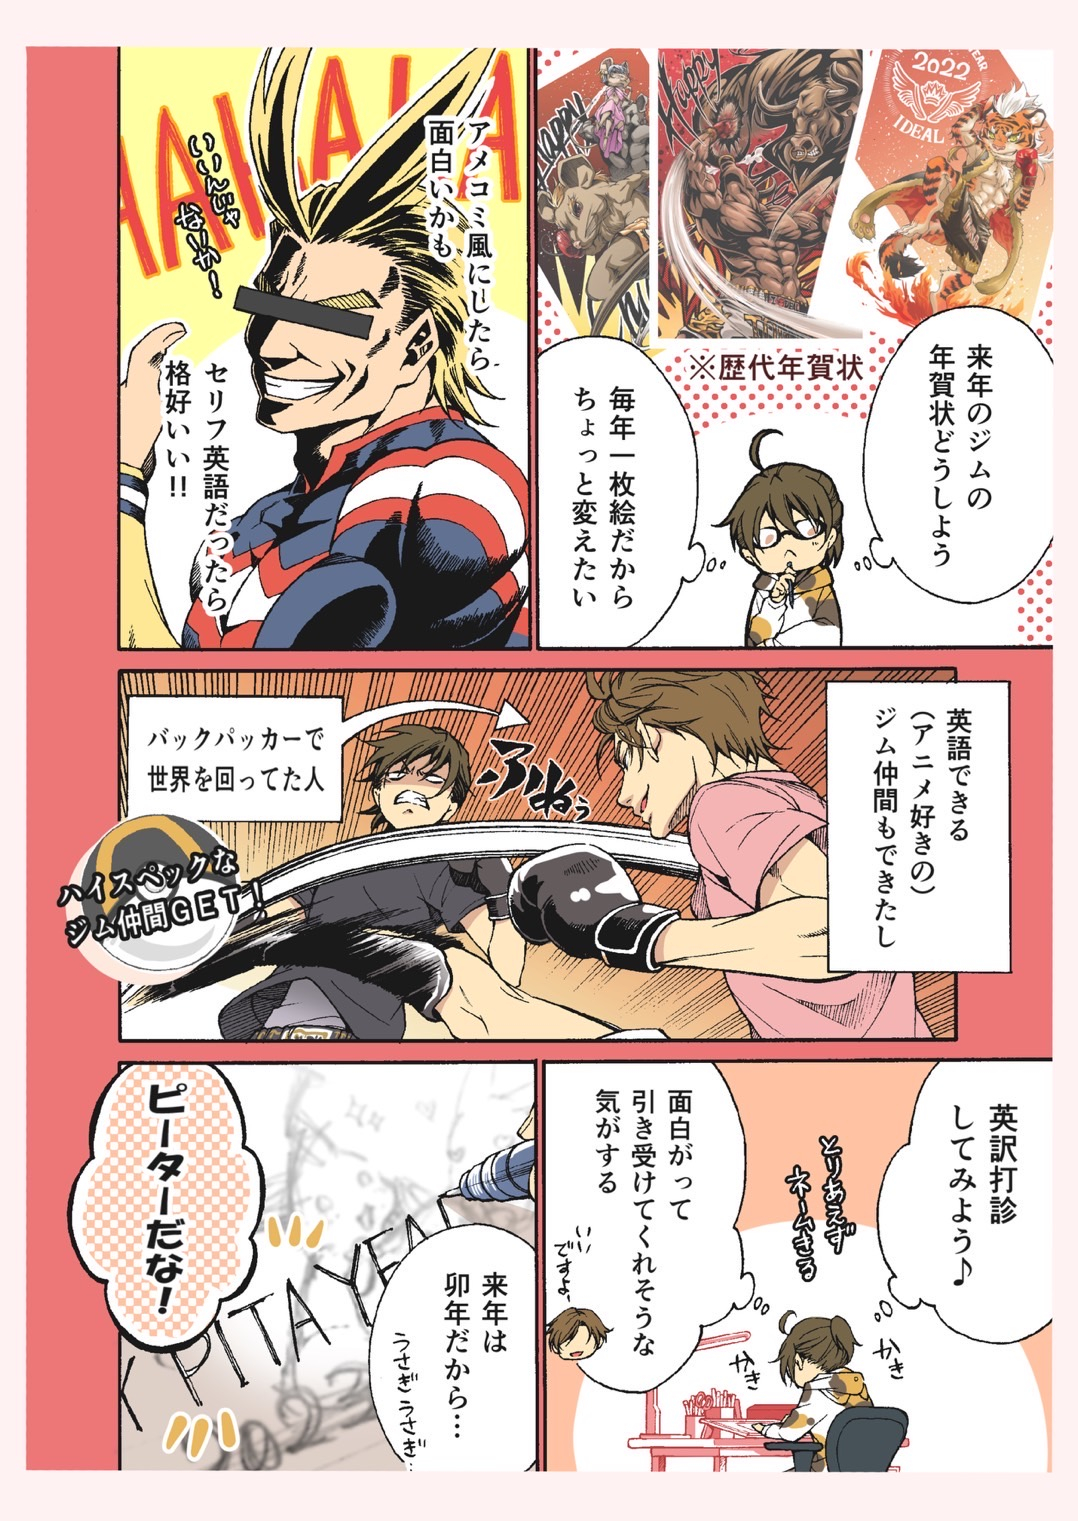 YEAR
2022
IDEAL
Happy
HAPPY
※歴代年賀状
来年のジムの
年賀状どうしよう
毎年一枚絵だから
ちょっと変えたい
アメコミ風にしたら
面白いかも
HAHAHA
いいんじゃ
なーか!
セリフ英語だったら
格好いい!!
英語できる
(アニメ好きの)
ジム仲間もできたし
バックパッカーで
世界を回ってた人
ハイスペックな
ジム仲間GET!
英訳打診
してみよう♪
とりあえず
ネームきる
面白がって
引き受けてくれそうな
気がする
いい
ですよ
来年は
卯年だから…
うさぎうさぎ…
PITA YEA
2022
ピーターだな!